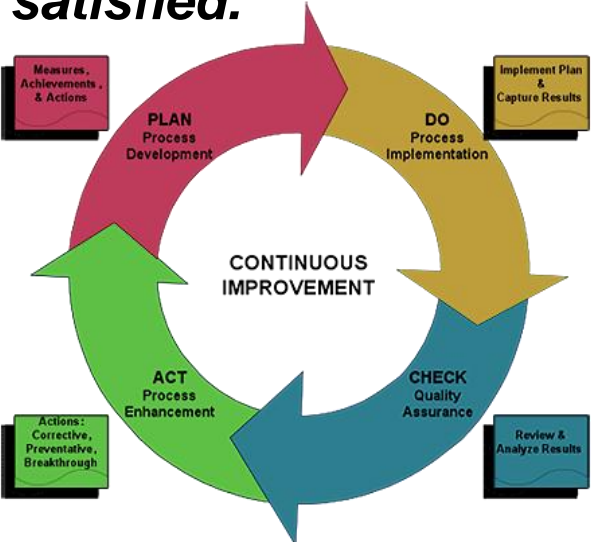 satisfied.
Measures,
Achievements,
& Actions
PLAN
Process
Development
DO
Process
Implementation
Implement Plan
&
Capture Results
CONTINUOUS
IMPROVEMENT
ACT
Process
Enhancement
CHECK
Quality
Assurance
Actions:
Corrective,
Preventative,
Breakthrough
Review &
Analyze Results